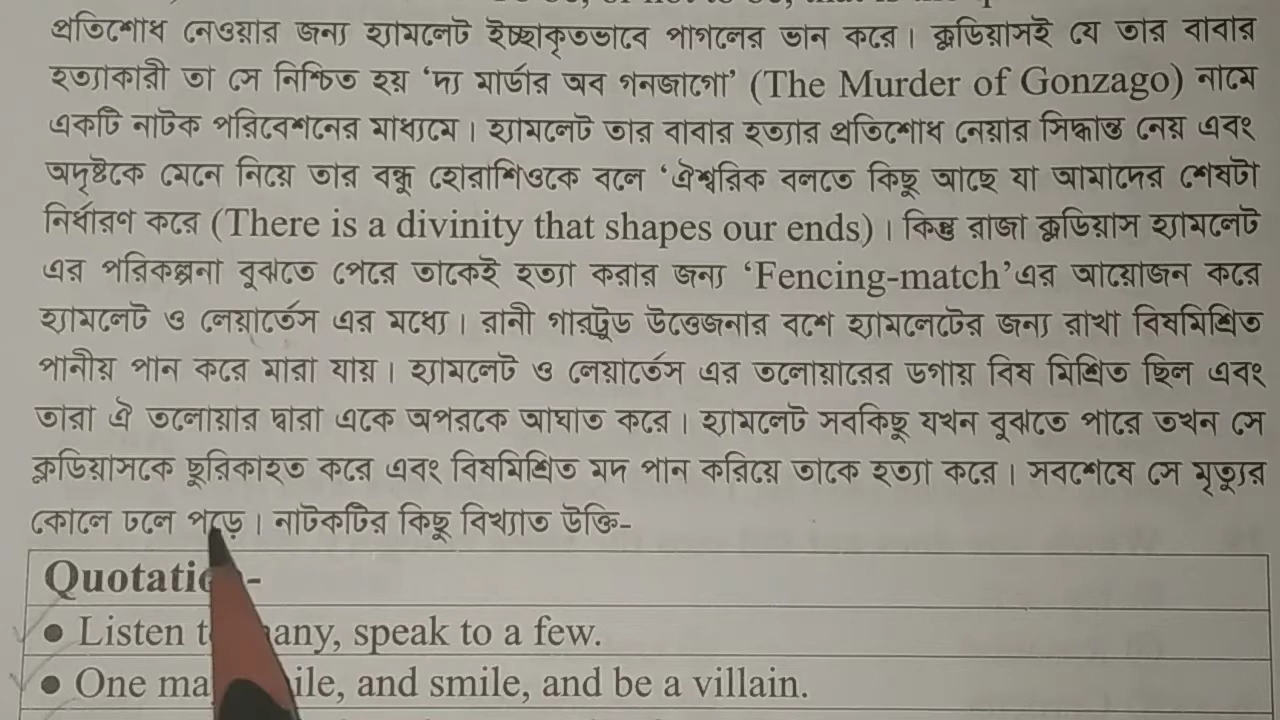 প্রতিশোধ নেওয়ার জন্য হ্যামলেট ইচ্ছাকৃতভাবে পাগলের ভান করে। ক্লডিয়াসই যে তার বাবার
হত্যাকারী তা সে নিশ্চিত হয় ‘দ্য মার্ডার অব গনজাগো’ (The Murder of Gonzago) নামে
একটি নাটক পরিবেশনের মাধ্যমে। হ্যামলেট তার বাবার হত্যার প্রতিশোধ নেয়ার সিদ্ধান্ত নেয় এবং
অদৃষ্টকে মেনে নিয়ে তার বন্ধু হোরাশিওকে বলে ‘ঐশ্বরিক বলতে কিছু আছে যা আমাদের শেষটা
নির্ধারণ করে (There is a divinity that shapes our ends)। কিন্তু রাজা ক্লডিয়াস হ্যামলেট
এর পরিকল্পনা বুঝতে পেরে তাকেই হত্যা করার জন্য ‘Fencing-match’এর আয়োজন করে
হ্যামলেট ও লেয়ার্তেস এর মধ্যে। রানী গারট্রুড উত্তেজনার বশে হ্যামলেটের জন্য রাখা বিষমিশ্রিত
পানীয় পান করে মারা যায়। হ্যামলেট ও লেয়ার্তেস এর তলোয়ারের ডগায় বিষ মিশ্রিত ছিল এবং
তারা ঐ তলোয়ার দ্বারা একে অপরকে আঘাত করে। হ্যামলেট সবকিছু যখন বুঝতে পারে তখন সে
ক্লডিয়াসকে ছুরিকাহত করে এবং বিষমিশ্রিত মদ পান করিয়ে তাকে হত্যা করে। সবশেষে সে মৃত্যুর
কোলে ঢলে পড়ে। নাটকটির কিছু বিখ্যাত উক্তি-
● Listen many, speak to a few.
● One and smile, and be a villain.